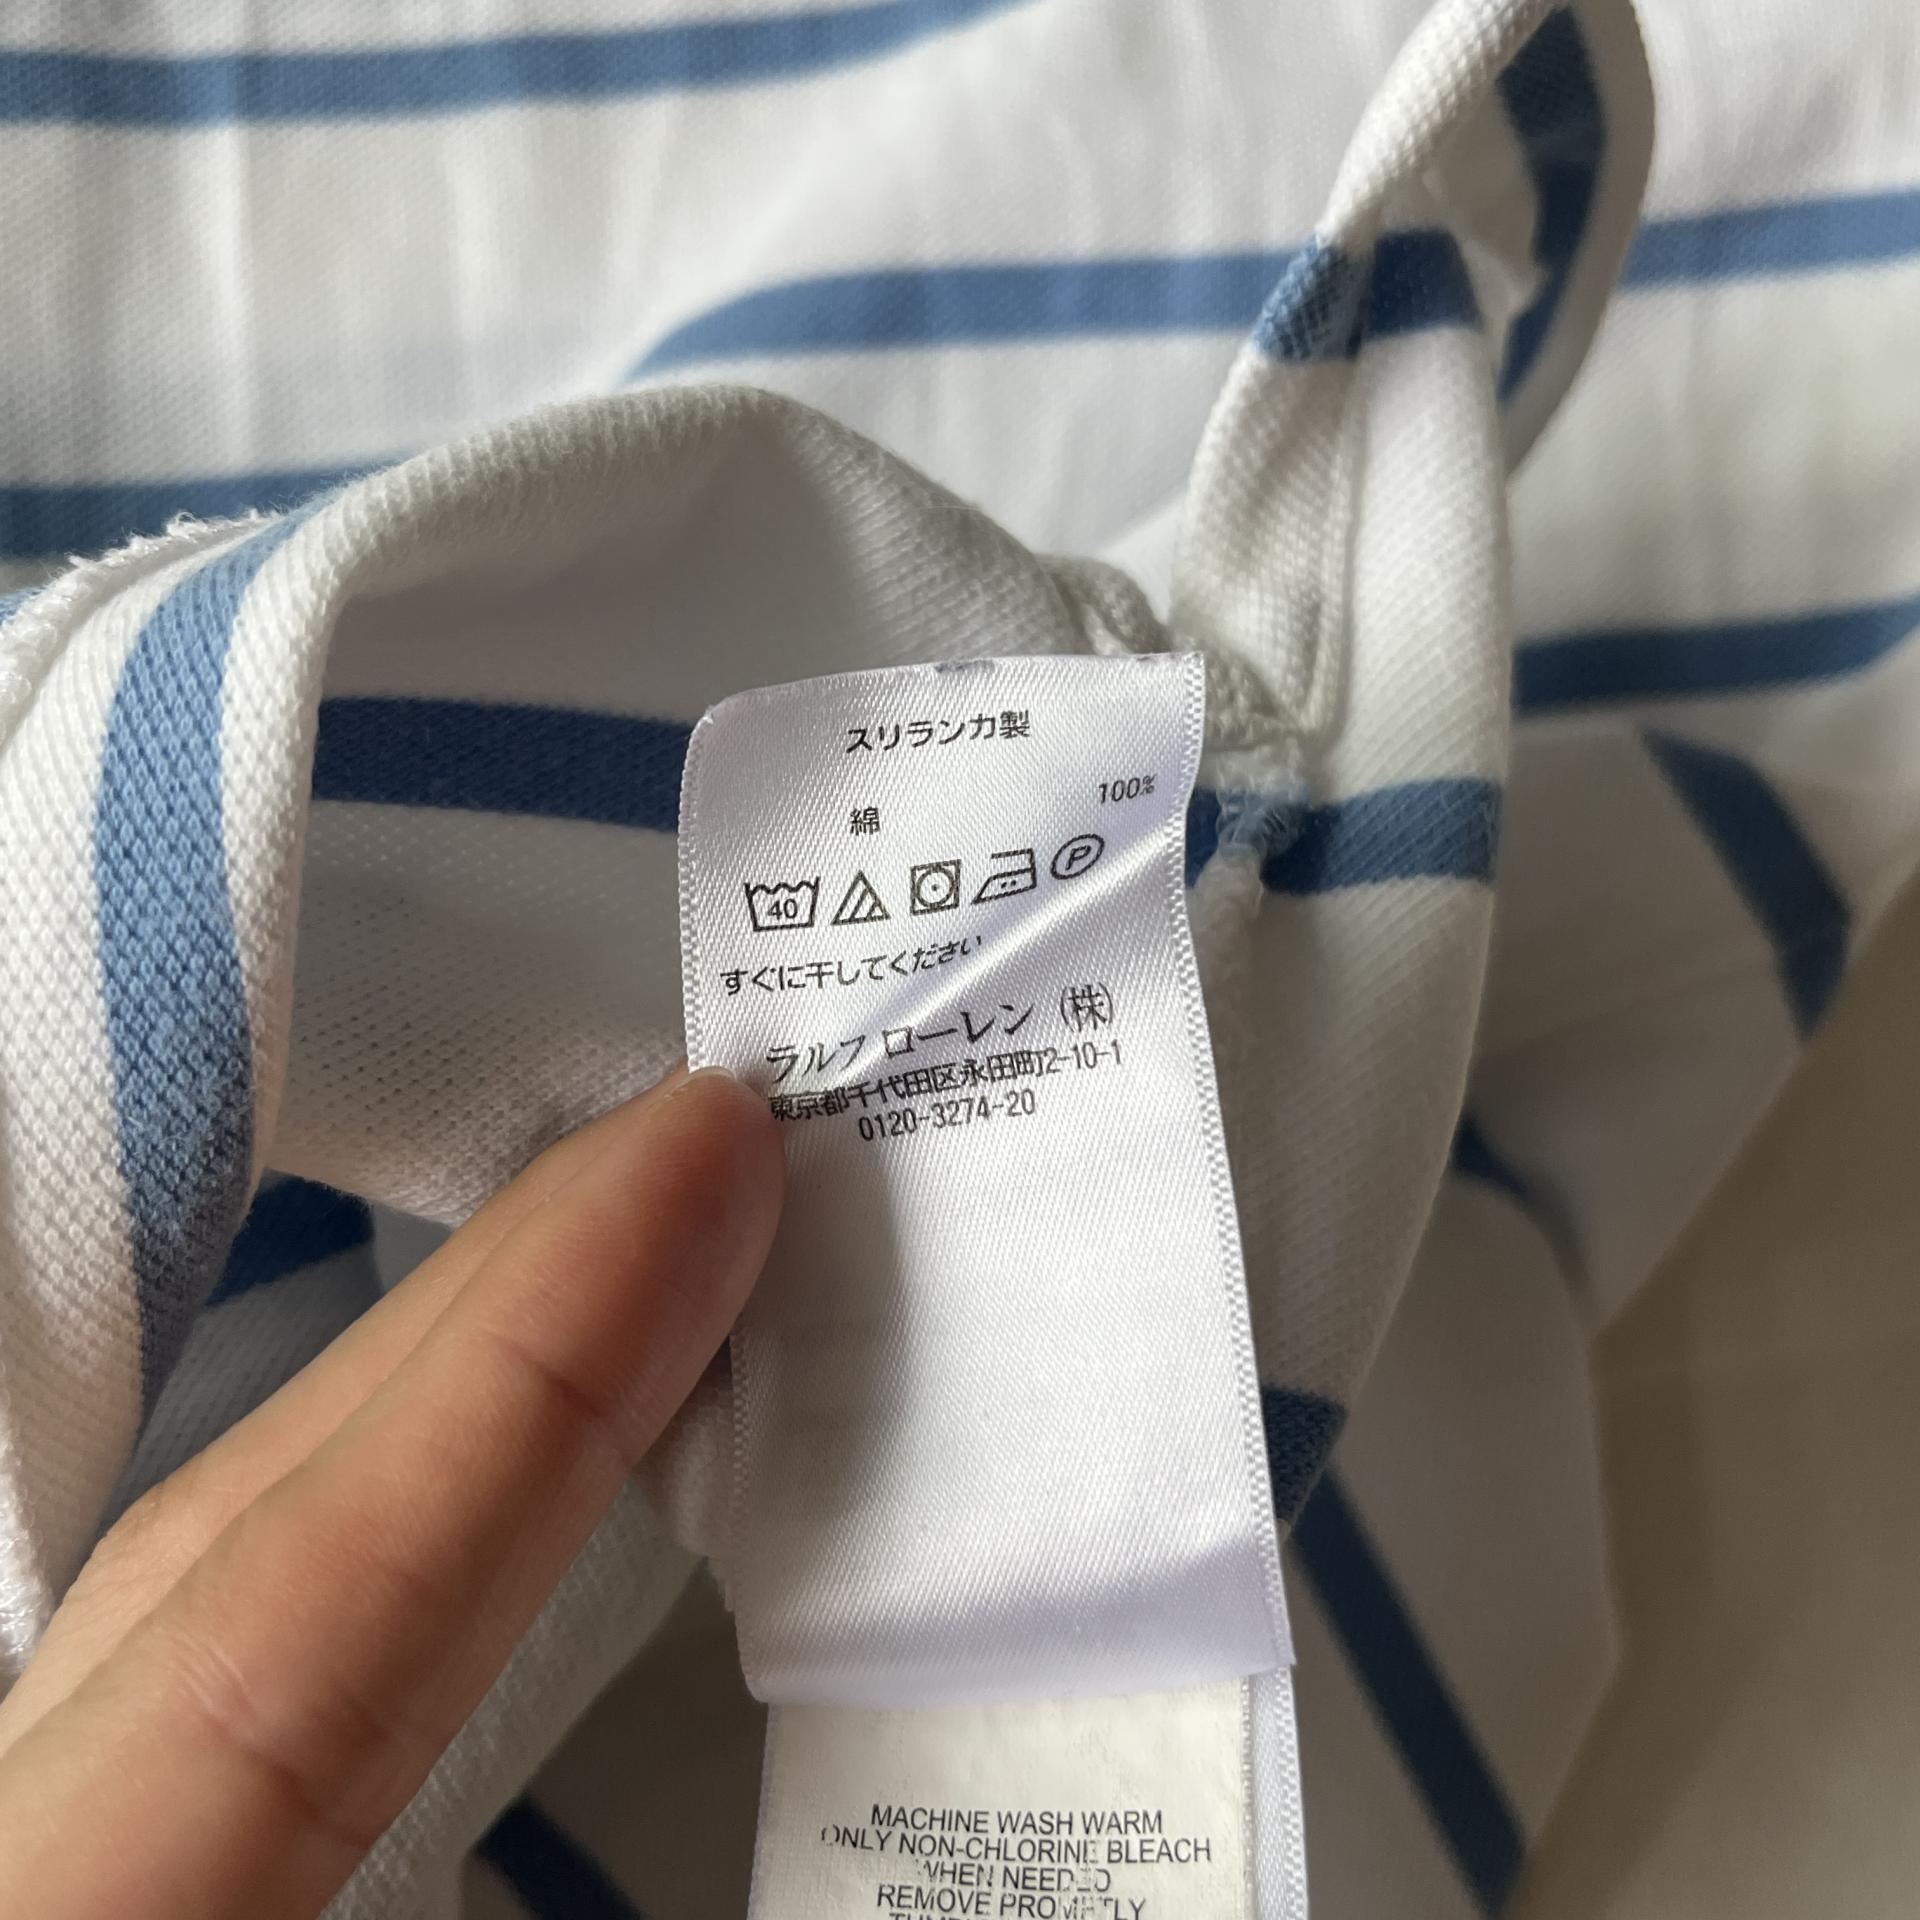 スリランカ製
綿 100%
40 P
すぐに干してください
ラルフ ローレン (株)
東京都千代田区永田町2-10-1
0120-3274-20
MACHINE WASH WARM
ONLY NON-CHLORINE BLEACH
WHEN NEEDED
REMOVE PROMPTLY